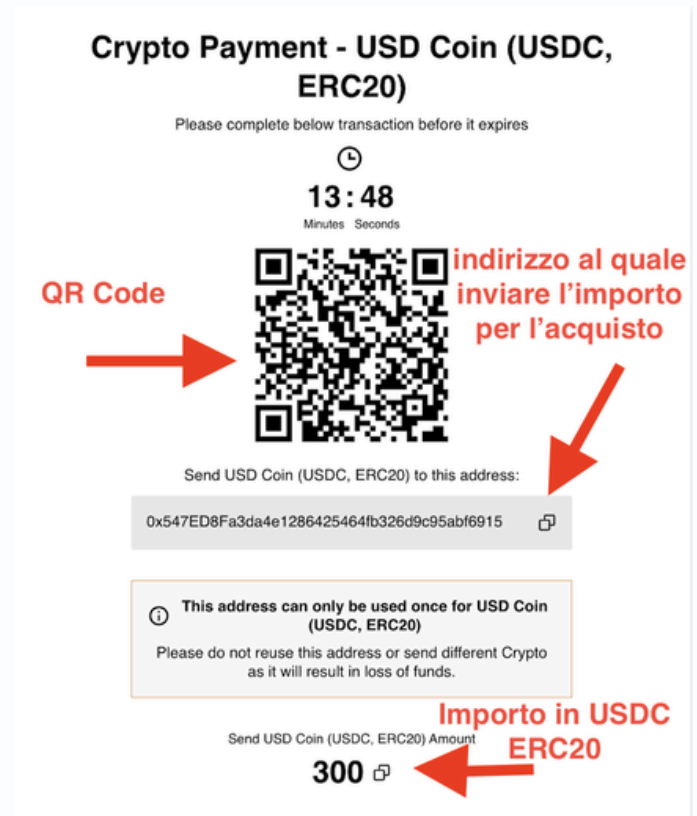 Crypto Payment - USD Coin (USDC,
ERC20)
Please complete below transaction before it expires
13 : 48
Minutes Seconds
QR Code
indirizzo al quale
inviare l'importo
per l'acquisto
Send USD Coin (USDC, ERC20) to this address:
0x547ED8Fa3da4e1286425464fb326d9c95abf6915
This address can only be used once for USD Coin
(USDC, ERC20)
Please do not reuse this address or send different Crypto
as it will result in loss of funds.
Importo in USDC
ERC20
Send USD Coin (USDC, ERC20) Amount
300